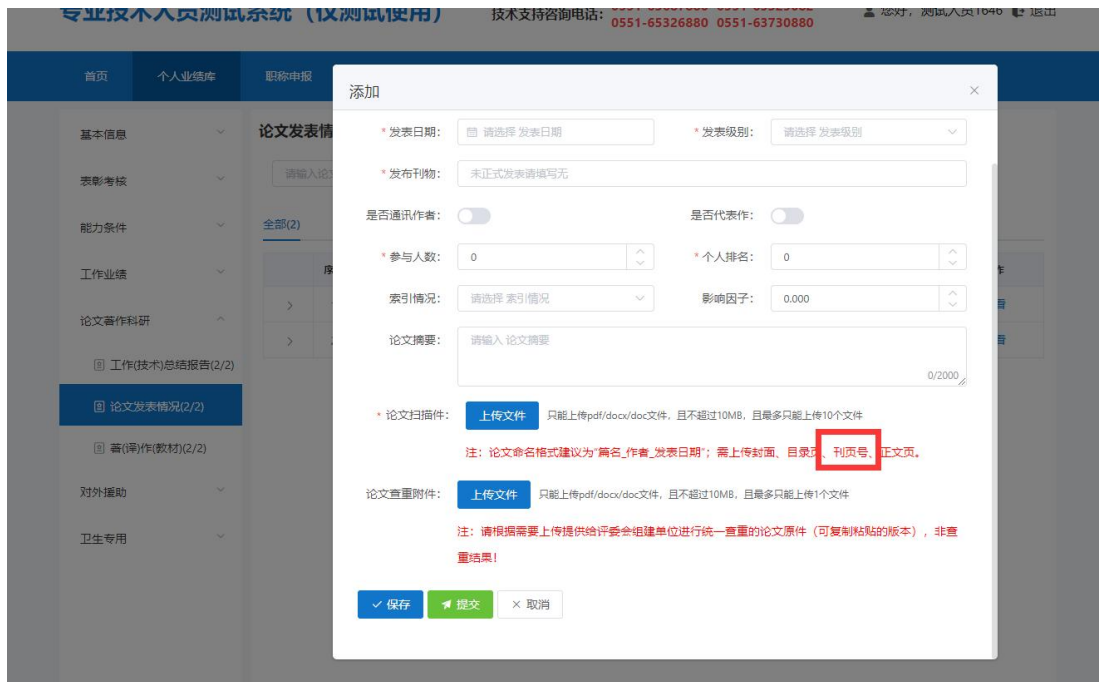 专业技术人员测试系统（仅测试使用）
技术支持咨询电话：
0551-65326880 0551-63730880
您好，测试人员1646 退出
首页 个人业绩库 职称申报
添加
基本信息
论文发表情
* 发表日期： 请选择 发表日期 * 发表级别： 请选择 发表级别
表彰考核
请输入论
* 发布刊物： 未正式发表请填写无
能力条件
全部(2)
是否通讯作者： 是否代表作：
工作业绩
序
* 参与人数： 0 * 个人排名： 0
作
索引情况： 请选择 索引情况 影响因子： 0.000
看
论文著作科研
论文摘要： 请输入 论文摘要
看
0/2000
工作(技术)总结报告(2/2)
论文发表情况(2/2)
* 论文扫描件： 上传文件 只能上传pdf/docx/doc文件，且不超过10MB，且最多只能上传10个文件
著(译)作(教材)(2/2)
注：论文命名格式建议为“篇名_作者_发表日期”；需上传封面、目录页、刊页号、正文页。
对外援助
论文查重附件： 上传文件 只能上传pdf/docx/doc文件，且不超过10MB，且最多只能上传1个文件
卫生专用
注：请根据需要上传提供给评委会组建单位进行统一查重的论文原件（可复制粘贴的版本），非查
重结果！
保存 提交 取消